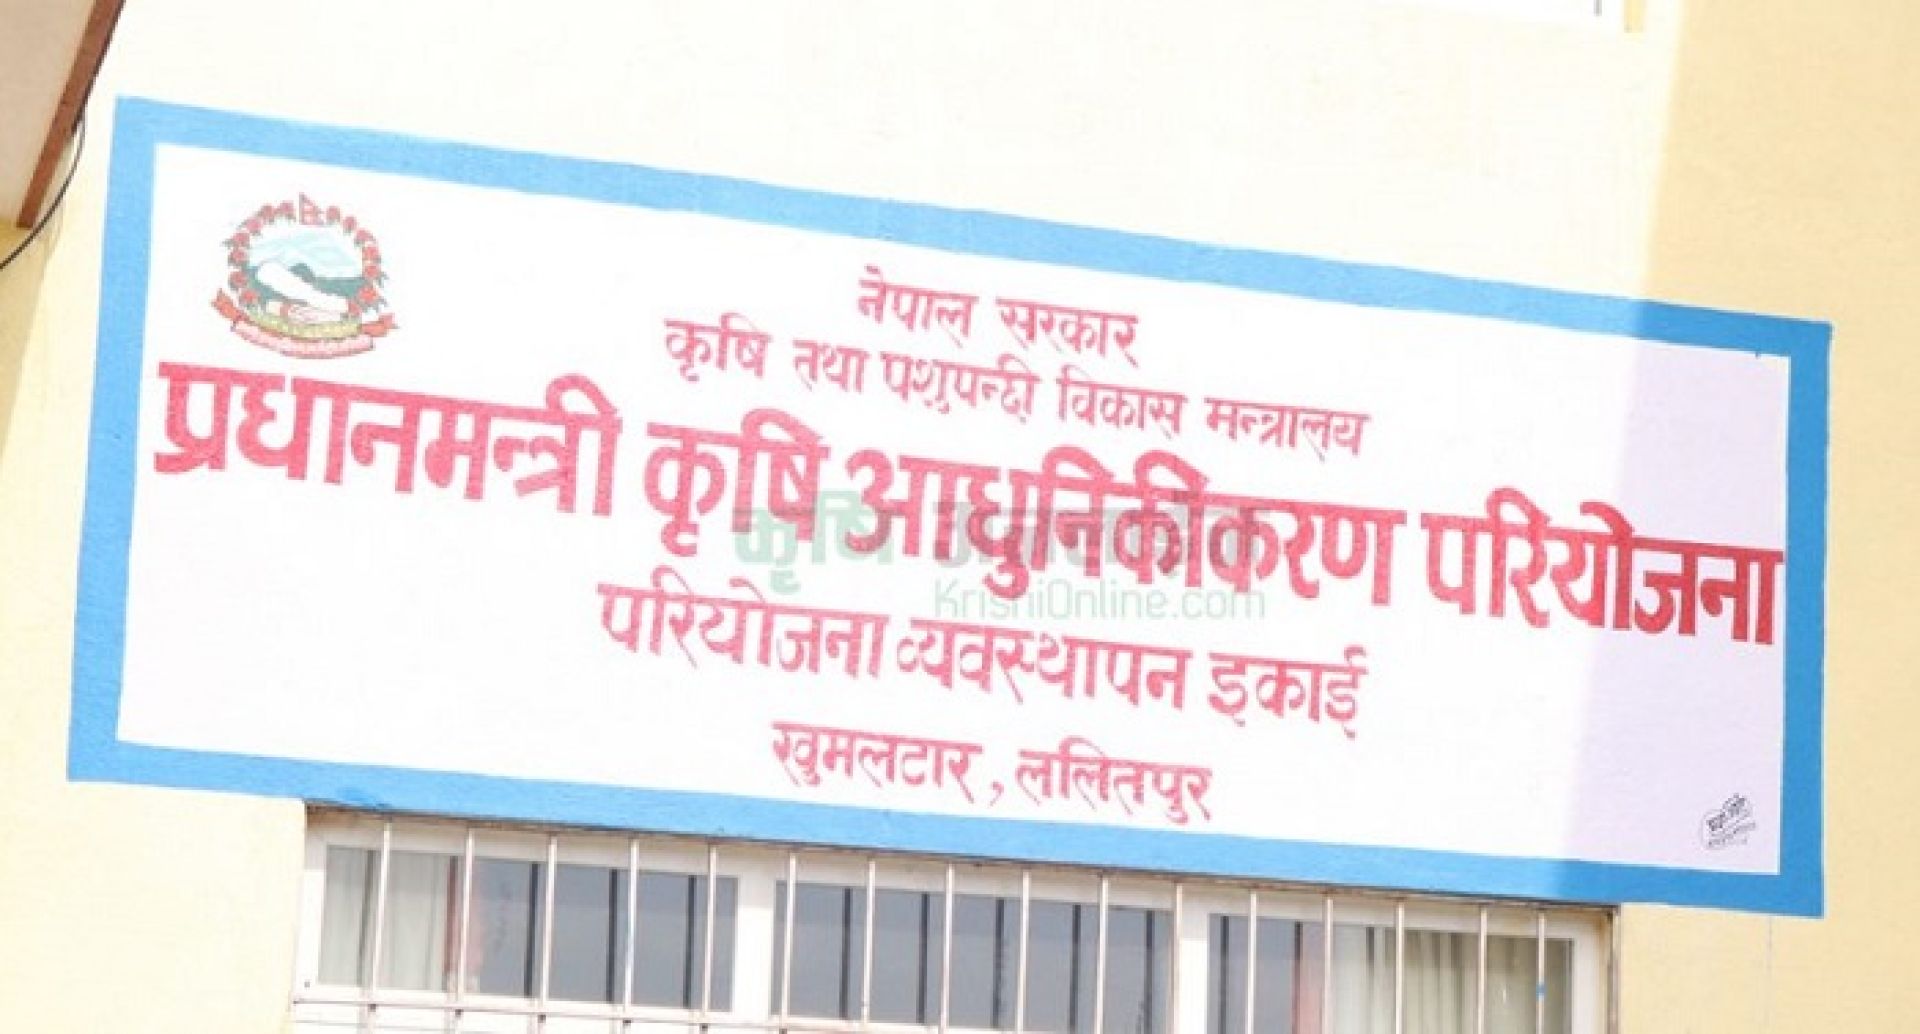 नेपाल सरकार
कृषि तथा पशुपन्छी विकास मन्त्रालय
प्रधानमन्त्री कृषि आधुनिकीकरण परियोजना
KrishiOnline.com
परियोजना व्यवस्थापन इकाई
खुमलटार, ललितपुर